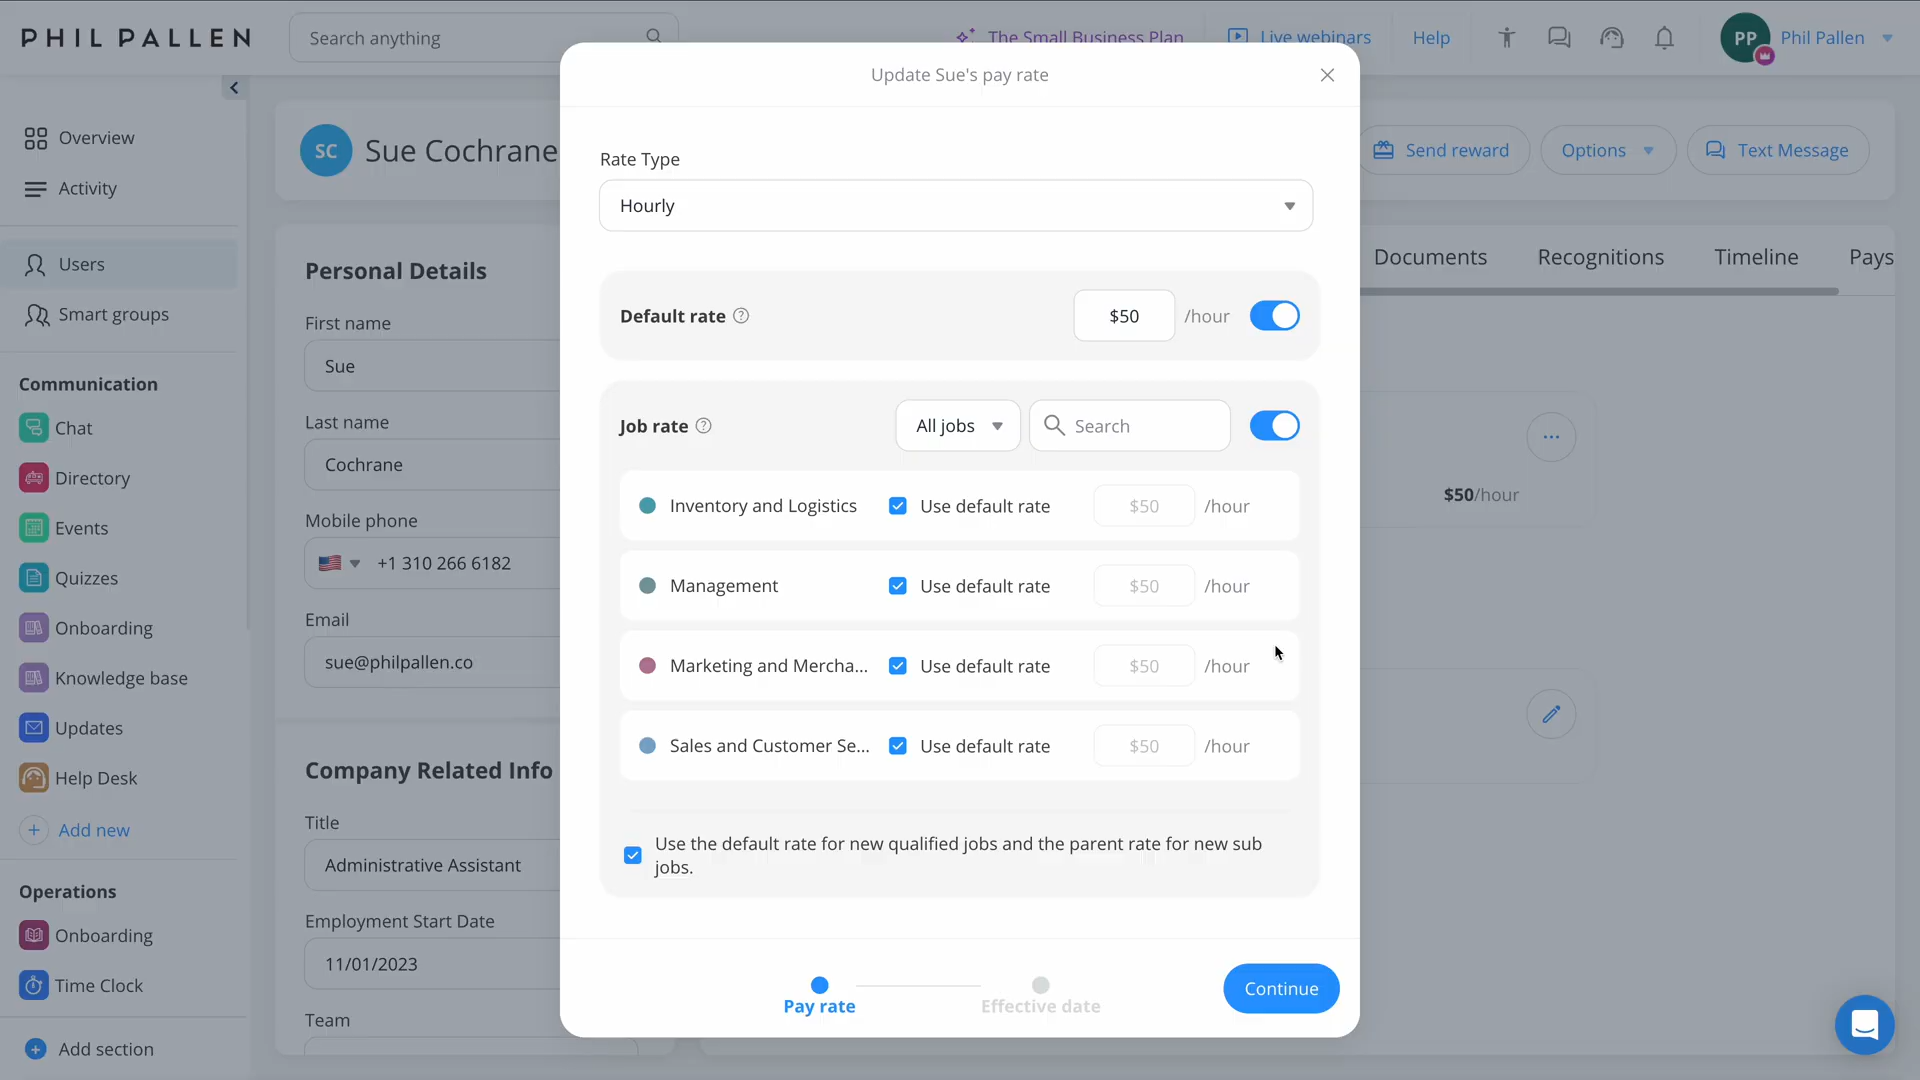 PHIL PALLEN
Search anything
The Small Business Plan
Live webinars
Help
PP
Phil Pallen
Overview
Activity
Users
Smart groups
Communication
Chat
Directory
Events
Quizzes
Onboarding
Knowledge base
Updates
Help Desk
Add new
Operations
Onboarding
Time Clock
Add section
SC
Sue Cochrane
Send reward
Options
Text Message
Personal Details
First name
Sue
Last name
Cochrane
Mobile phone
+1 310 266 6182
Email
sue@philpallen.co
Company Related Info
Title
Administrative Assistant
Employment Start Date
11/01/2023
Team
Documents
Recognitions
Timeline
Pays
$50/hour
Update Sue's pay rate
Rate Type
Hourly
Default rate
$50
/hour
Job rate
All jobs
Search
Inventory and Logistics
Use default rate
$50
/hour
Management
Use default rate
$50
/hour
Marketing and Mercha...
Use default rate
$50
/hour
Sales and Customer Se...
Use default rate
$50
/hour
Use the default rate for new qualified jobs and the parent rate for new sub
jobs.
Pay rate
Effective date
Continue